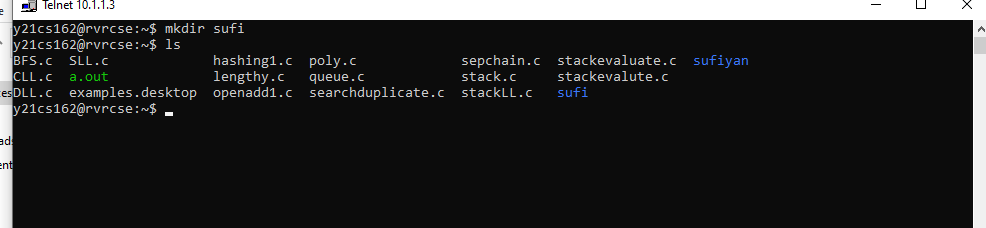 Telnet 10.1.1.3
y21cs162@rvrcse:~$ mkdir sufi
y21cs162@rvrcse:~$ ls
BFS.c  SLL.c             hashing1.c  poly.c             sepchain.c  stackevaluate.c  sufiyan
CLL.c  a.out             lengthy.c   queue.c            stack.c     stackevalute.c
DLL.c  examples.desktop  openadd1.c  searchduplicate.c  stackLL.c   sufi
y21cs162@rvrcse:~$